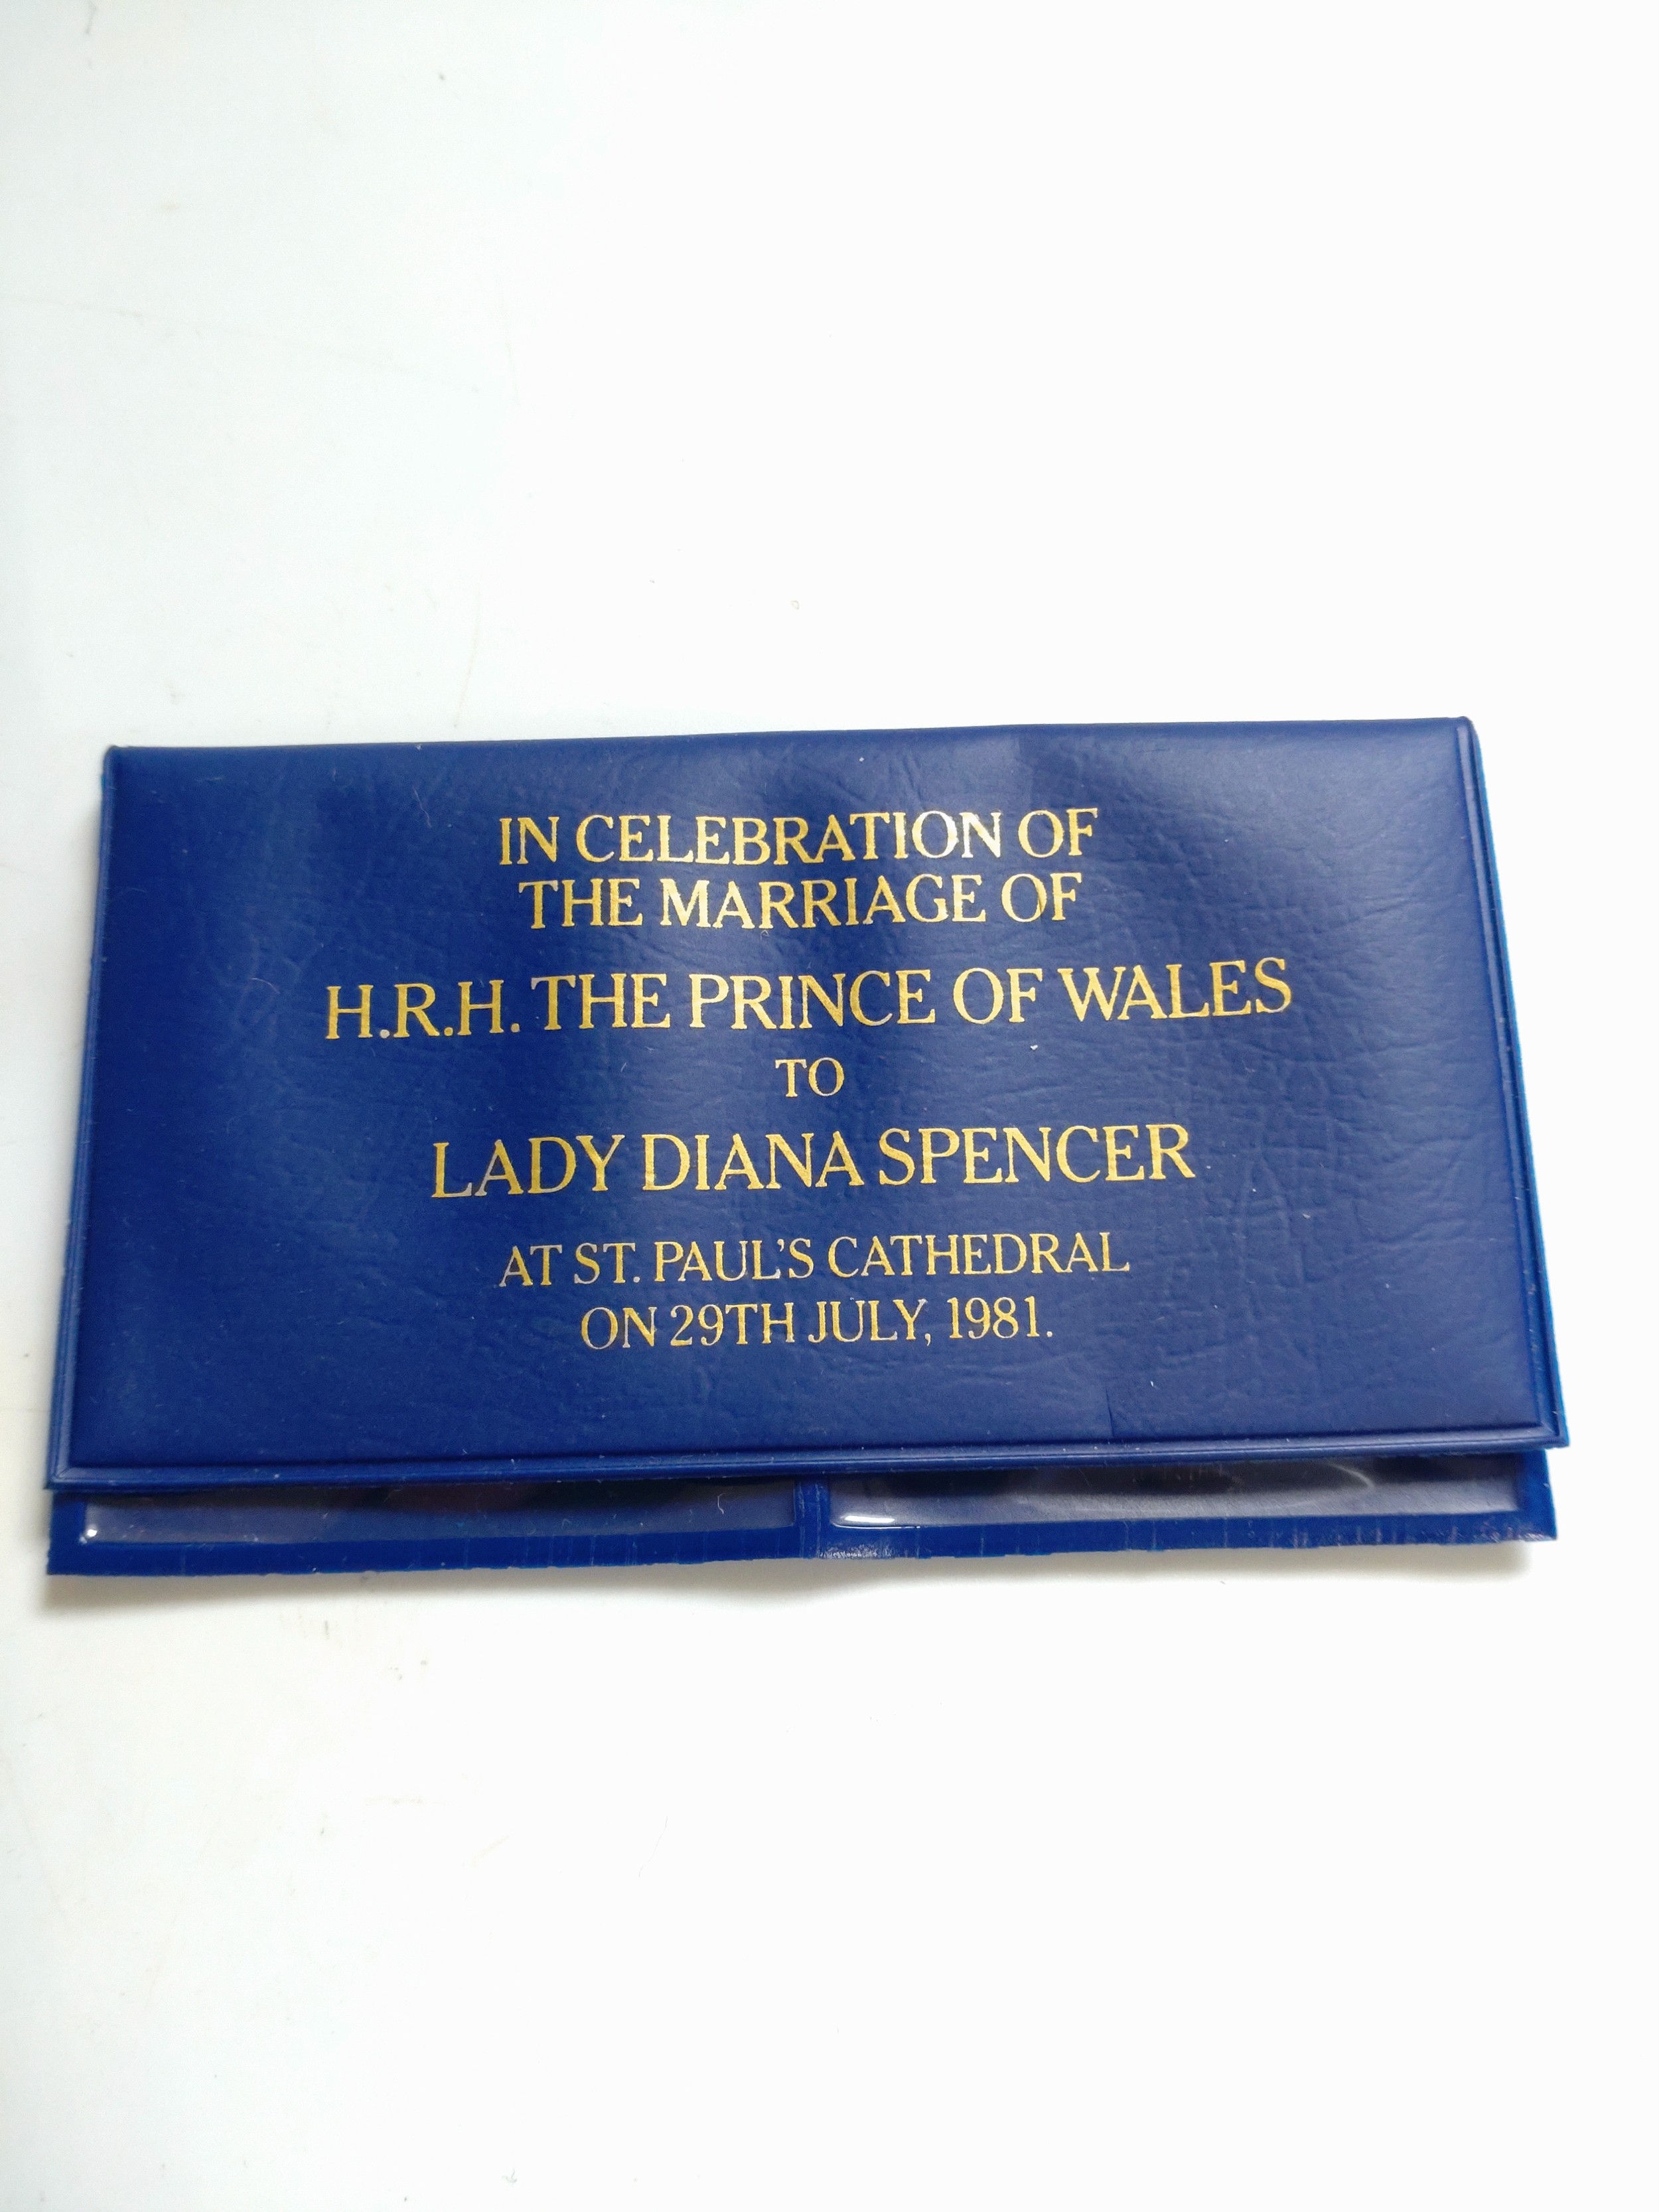 IN CELEBRATION OF
THE MARRIAGE OF
H.R.H. THE PRINCE OF WALES
TO
LADY DIANA SPENCER
AT ST. PAUL'S CATHEDRAL
ON 29TH JULY, 1981.